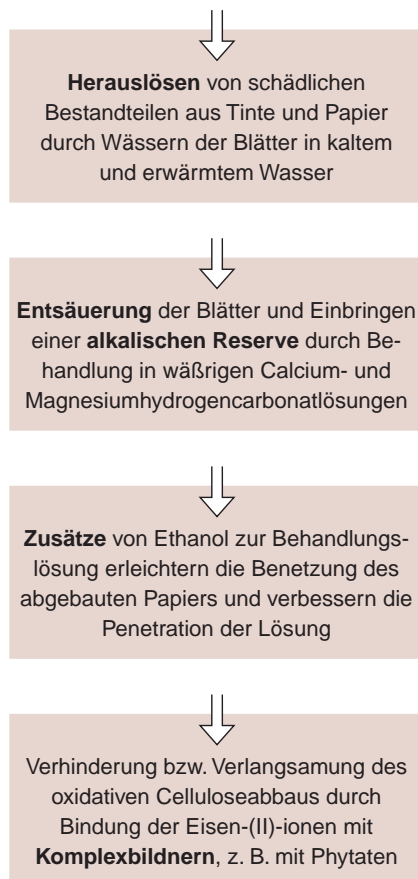 Herauslösen von schädlichen
Bestandteilen aus Tinte und Papier
durch Wässern der Blätter in kaltem
und erwärmtem Wasser
Entsäuerung der Blätter und Einbringen
einer alkalischen Reserve durch Be-
handlung in wäßrigen Calcium- und
Magnesiumhydrogencarbonatlösungen
Zusätze von Ethanol zur Behandlungs-
lösung erleichtern die Benetzung des
abgebauten Papiers und verbessern die
Penetration der Lösung
Verhinderung bzw. Verlangsamung des
oxidativen Celluloseabbaus durch
Bindung der Eisen-(II)-ionen mit
Komplexbildnern, z. B. mit Phytaten